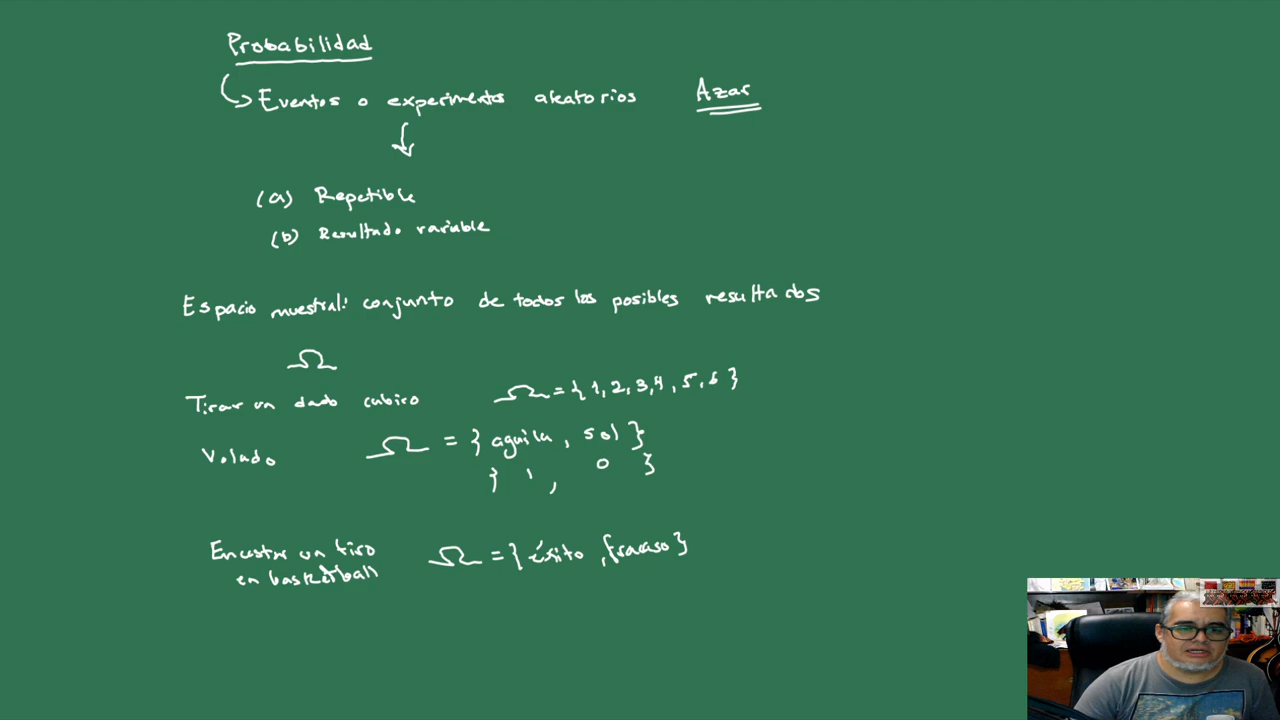 Probabilidad
Eventos o experimentos aleatorios Azar
(a) Repetible
(b) Resultado variable
Espacio muestral: conjunto de todos los posibles resultados
Ω
Tirar un dado cubico Ω = { 1, 2, 3, 4, 5, 6 }
Volado Ω = { aguila, sol }
{ 1, 0 }
Encestar un tiro
en basketball Ω = { éxito, fracaso }